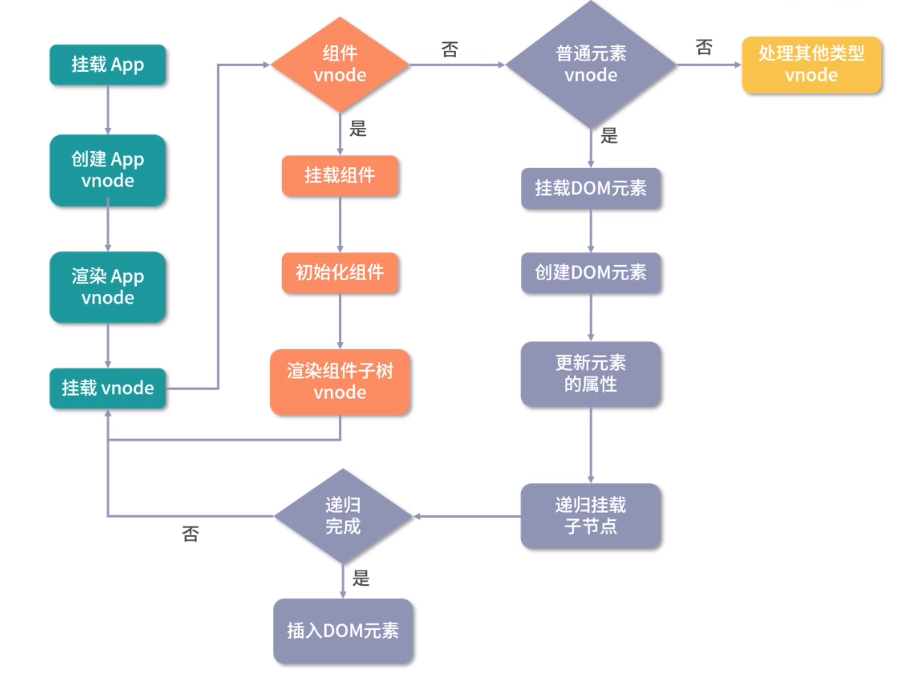 挂载 App
创建 App
vnode
渲染 App
vnode
挂载 vnode
组件
vnode
否
是
挂载组件
初始化组件
渲染组件子树
vnode
普通元素
vnode
否
是
处理其他类型
vnode
挂载DOM元素
创建DOM元素
更新元素
的属性
递归挂载
子节点
递归
完成
否
是
插入DOM元素